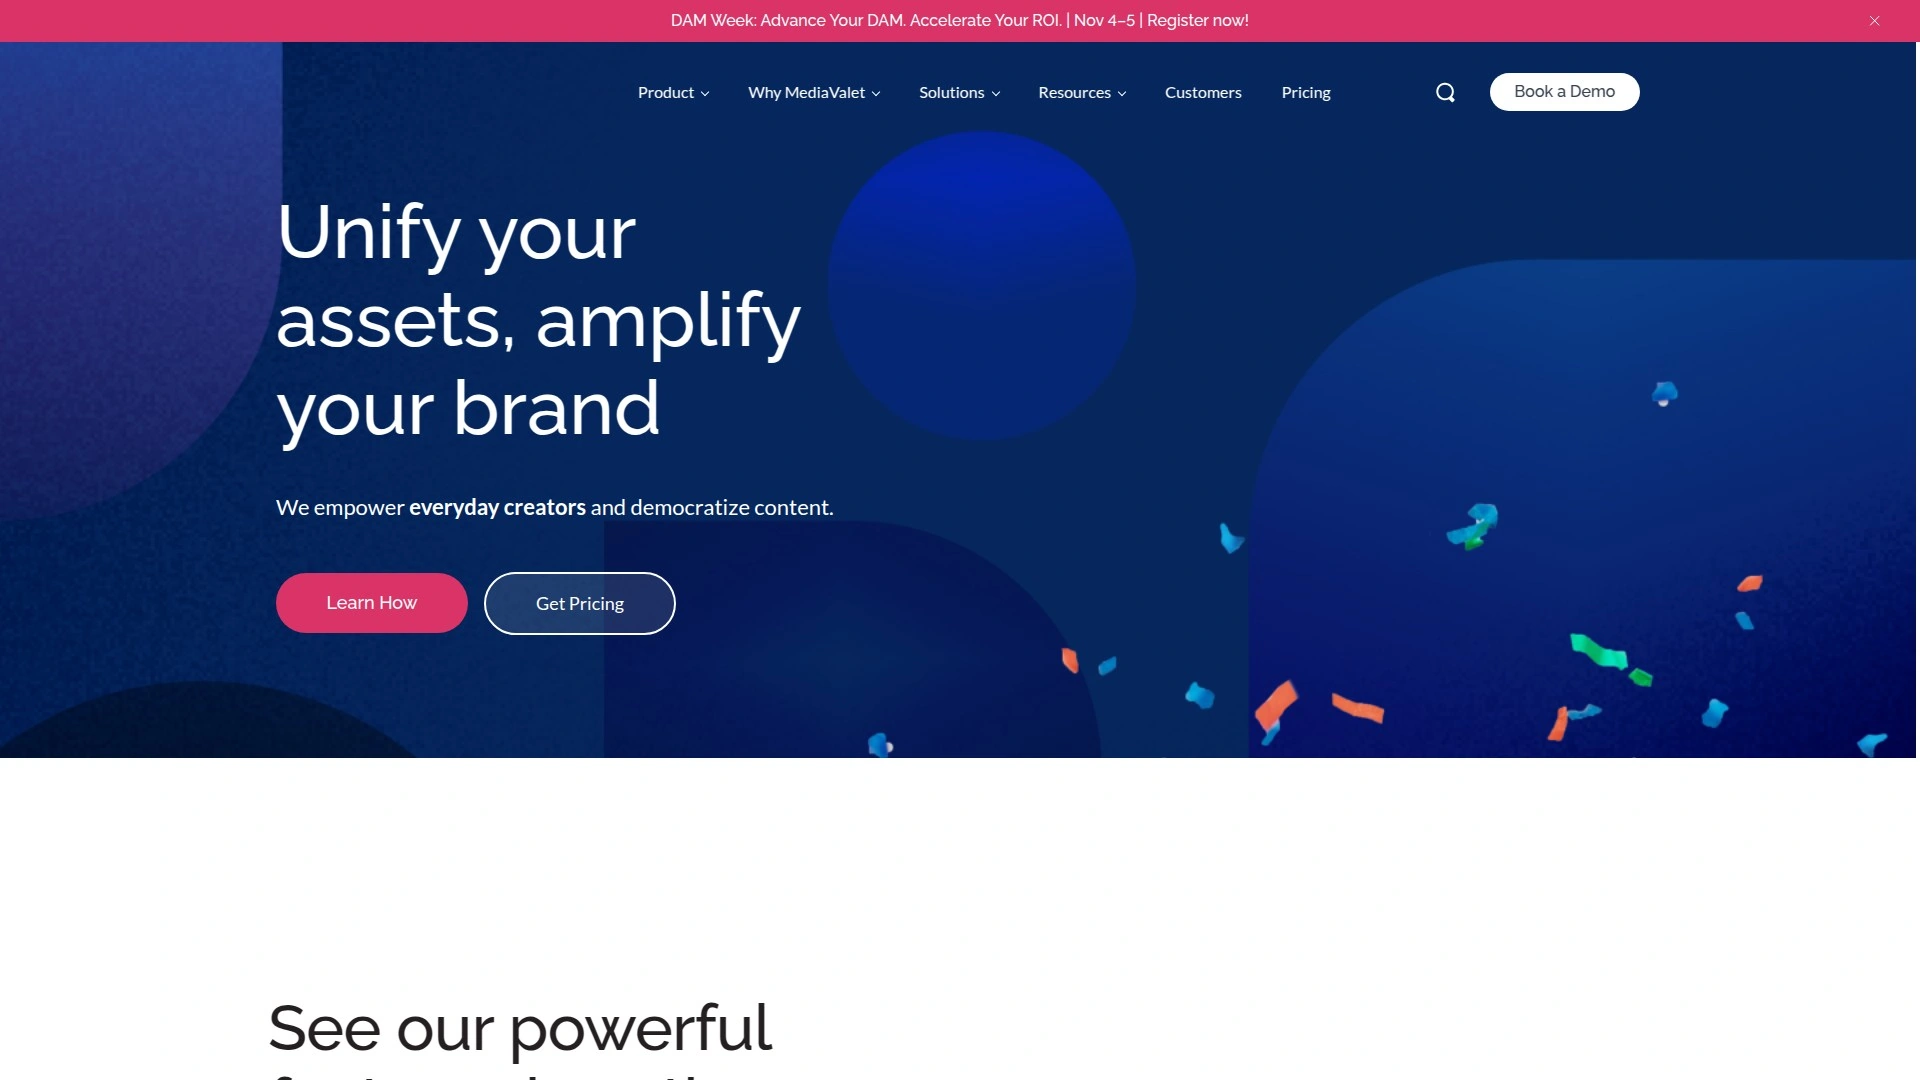 DAM Week: Advance Your DAM. Accelerate Your ROI. | Nov 4–5 | Register now!
Product
Why MediaValet
Solutions
Resources
Customers
Pricing
Book a Demo
Unify your
assets, amplify
your brand
We empower everyday creators and democratize content.
Learn How
Get Pricing
See our powerful